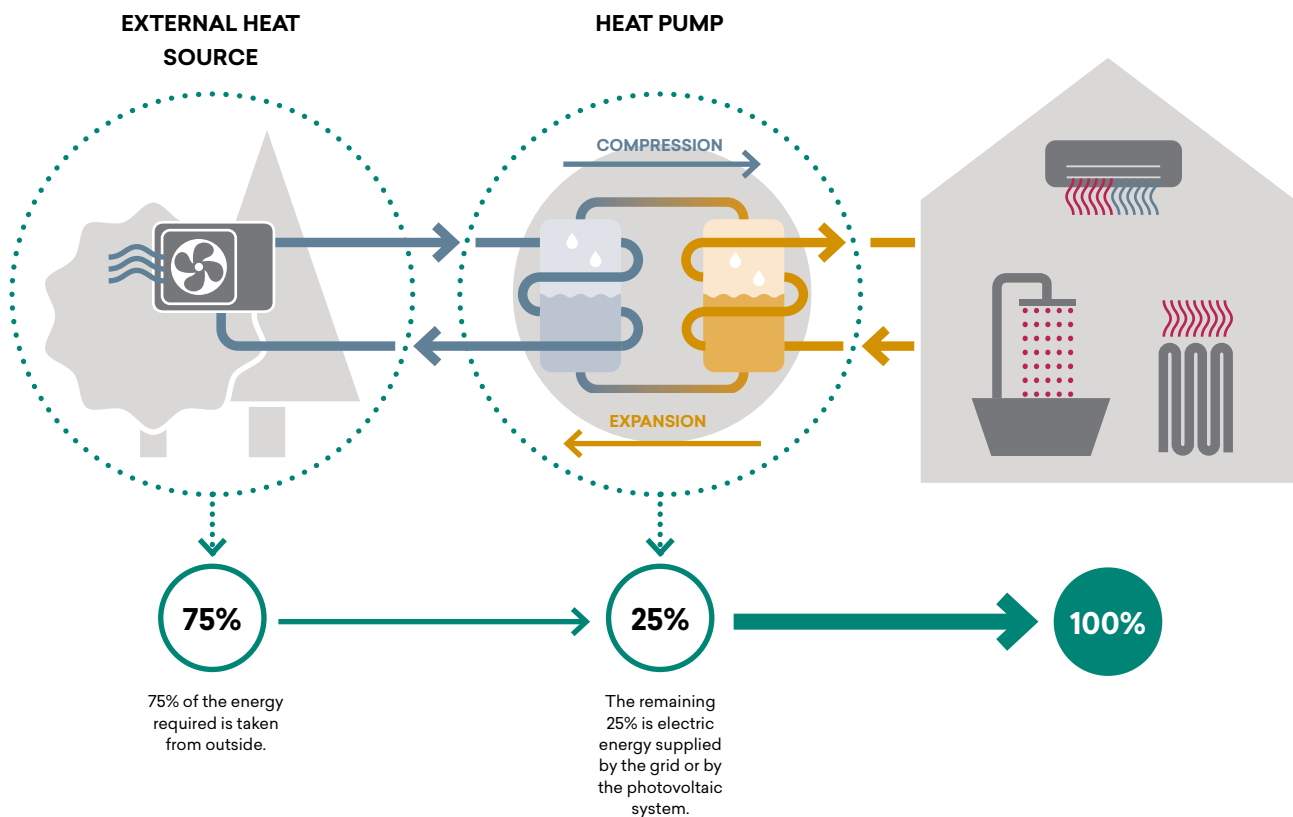 EXTERNAL HEAT
SOURCE
HEAT PUMP
COMPRESSION
EXPANSION
75%
25%
100%
75% of the energy
required is taken
from outside.
The remaining
25% is electric
energy supplied
by the grid or by
the photovoltaic
system.